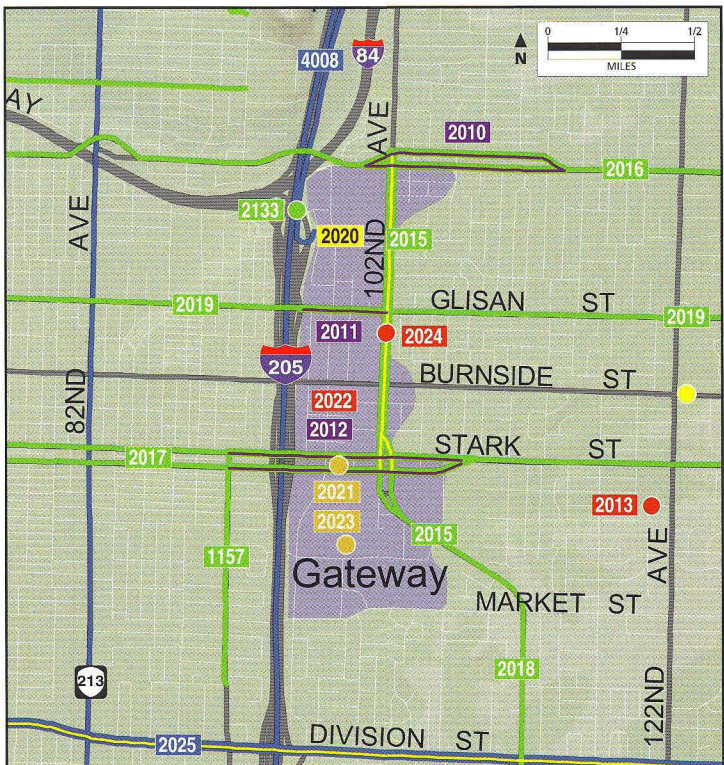 0 1/4 1/2
MILES
N
84
4008
AVE
2010
AY
2016
2133
AVE
2020
2015
102ND
GLISAN ST
2019
2019
2011
2024
205
BURNSIDE ST
82ND
2022
2012
STARK ST
2017
2021
2013
2023
2015
1157
AVE
Gateway
MARKET ST
213
2018
122ND
DIVISION ST
2025